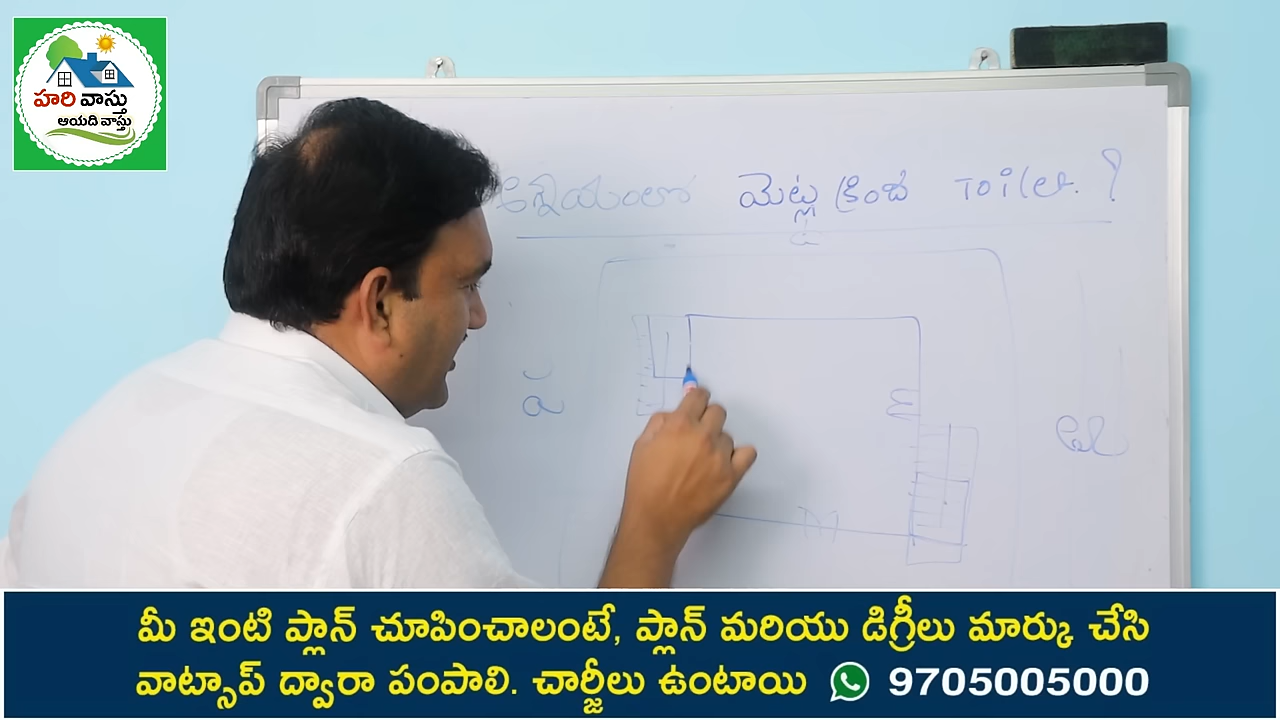 హరి వాస్తు
ఆయది వాస్తు
ఆగ్నేయంలో మెట్ల క్రింద Toilet. ?
మీ ఇంటి ప్లాన్ చూపించాలంటే, ప్లాన్ మరియు డిగ్రీలు మార్కు చేసి
వాట్సాప్ ద్వారా పంపాలి. చార్జీలు ఉంటాయి 9705005000